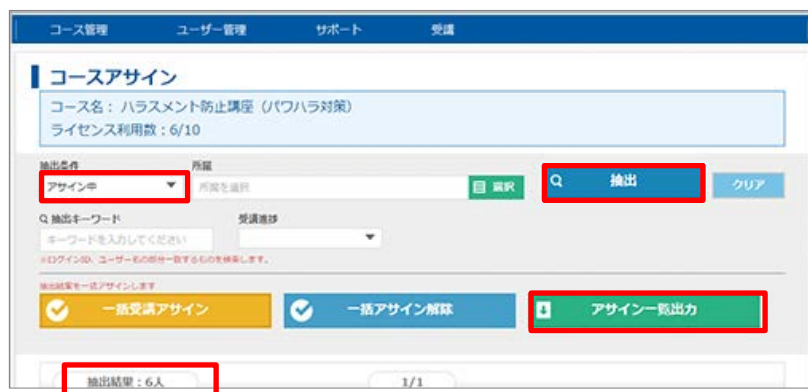 コース管理 ユーザー管理 サポート 受講
コースアサイン
コース名： ハラスメント防止講座（パワハラ対策）
ライセンス利用数：6/10
抽出条件 所属
アサイン中 所属を選択 選択 抽出 クリア
抽出キーワード 受講進捗
キーワードを入力してください
※ログインID、ユーザー名の部分一致するものを検索します。
抽出結果を一括アサインします
一括受講アサイン 一括アサイン解除 アサイン一覧出力
抽出結果：6人 1/1